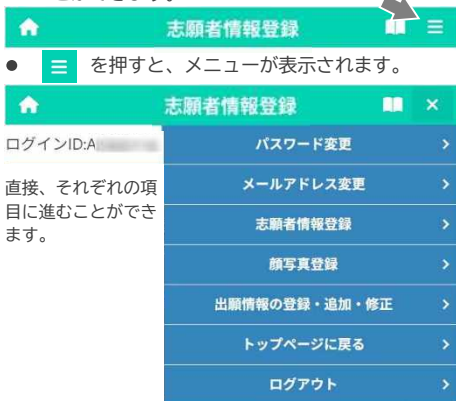 志願者情報登録
● を押すと、メニューが表示されます。
志願者情報登録
ログインID:A
直接、それぞれの項
目に進むことができ
ます。
パスワード変更
メールアドレス変更
志願者情報登録
顔写真登録
出願情報の登録・追加・修正
トップページに戻る
ログアウト